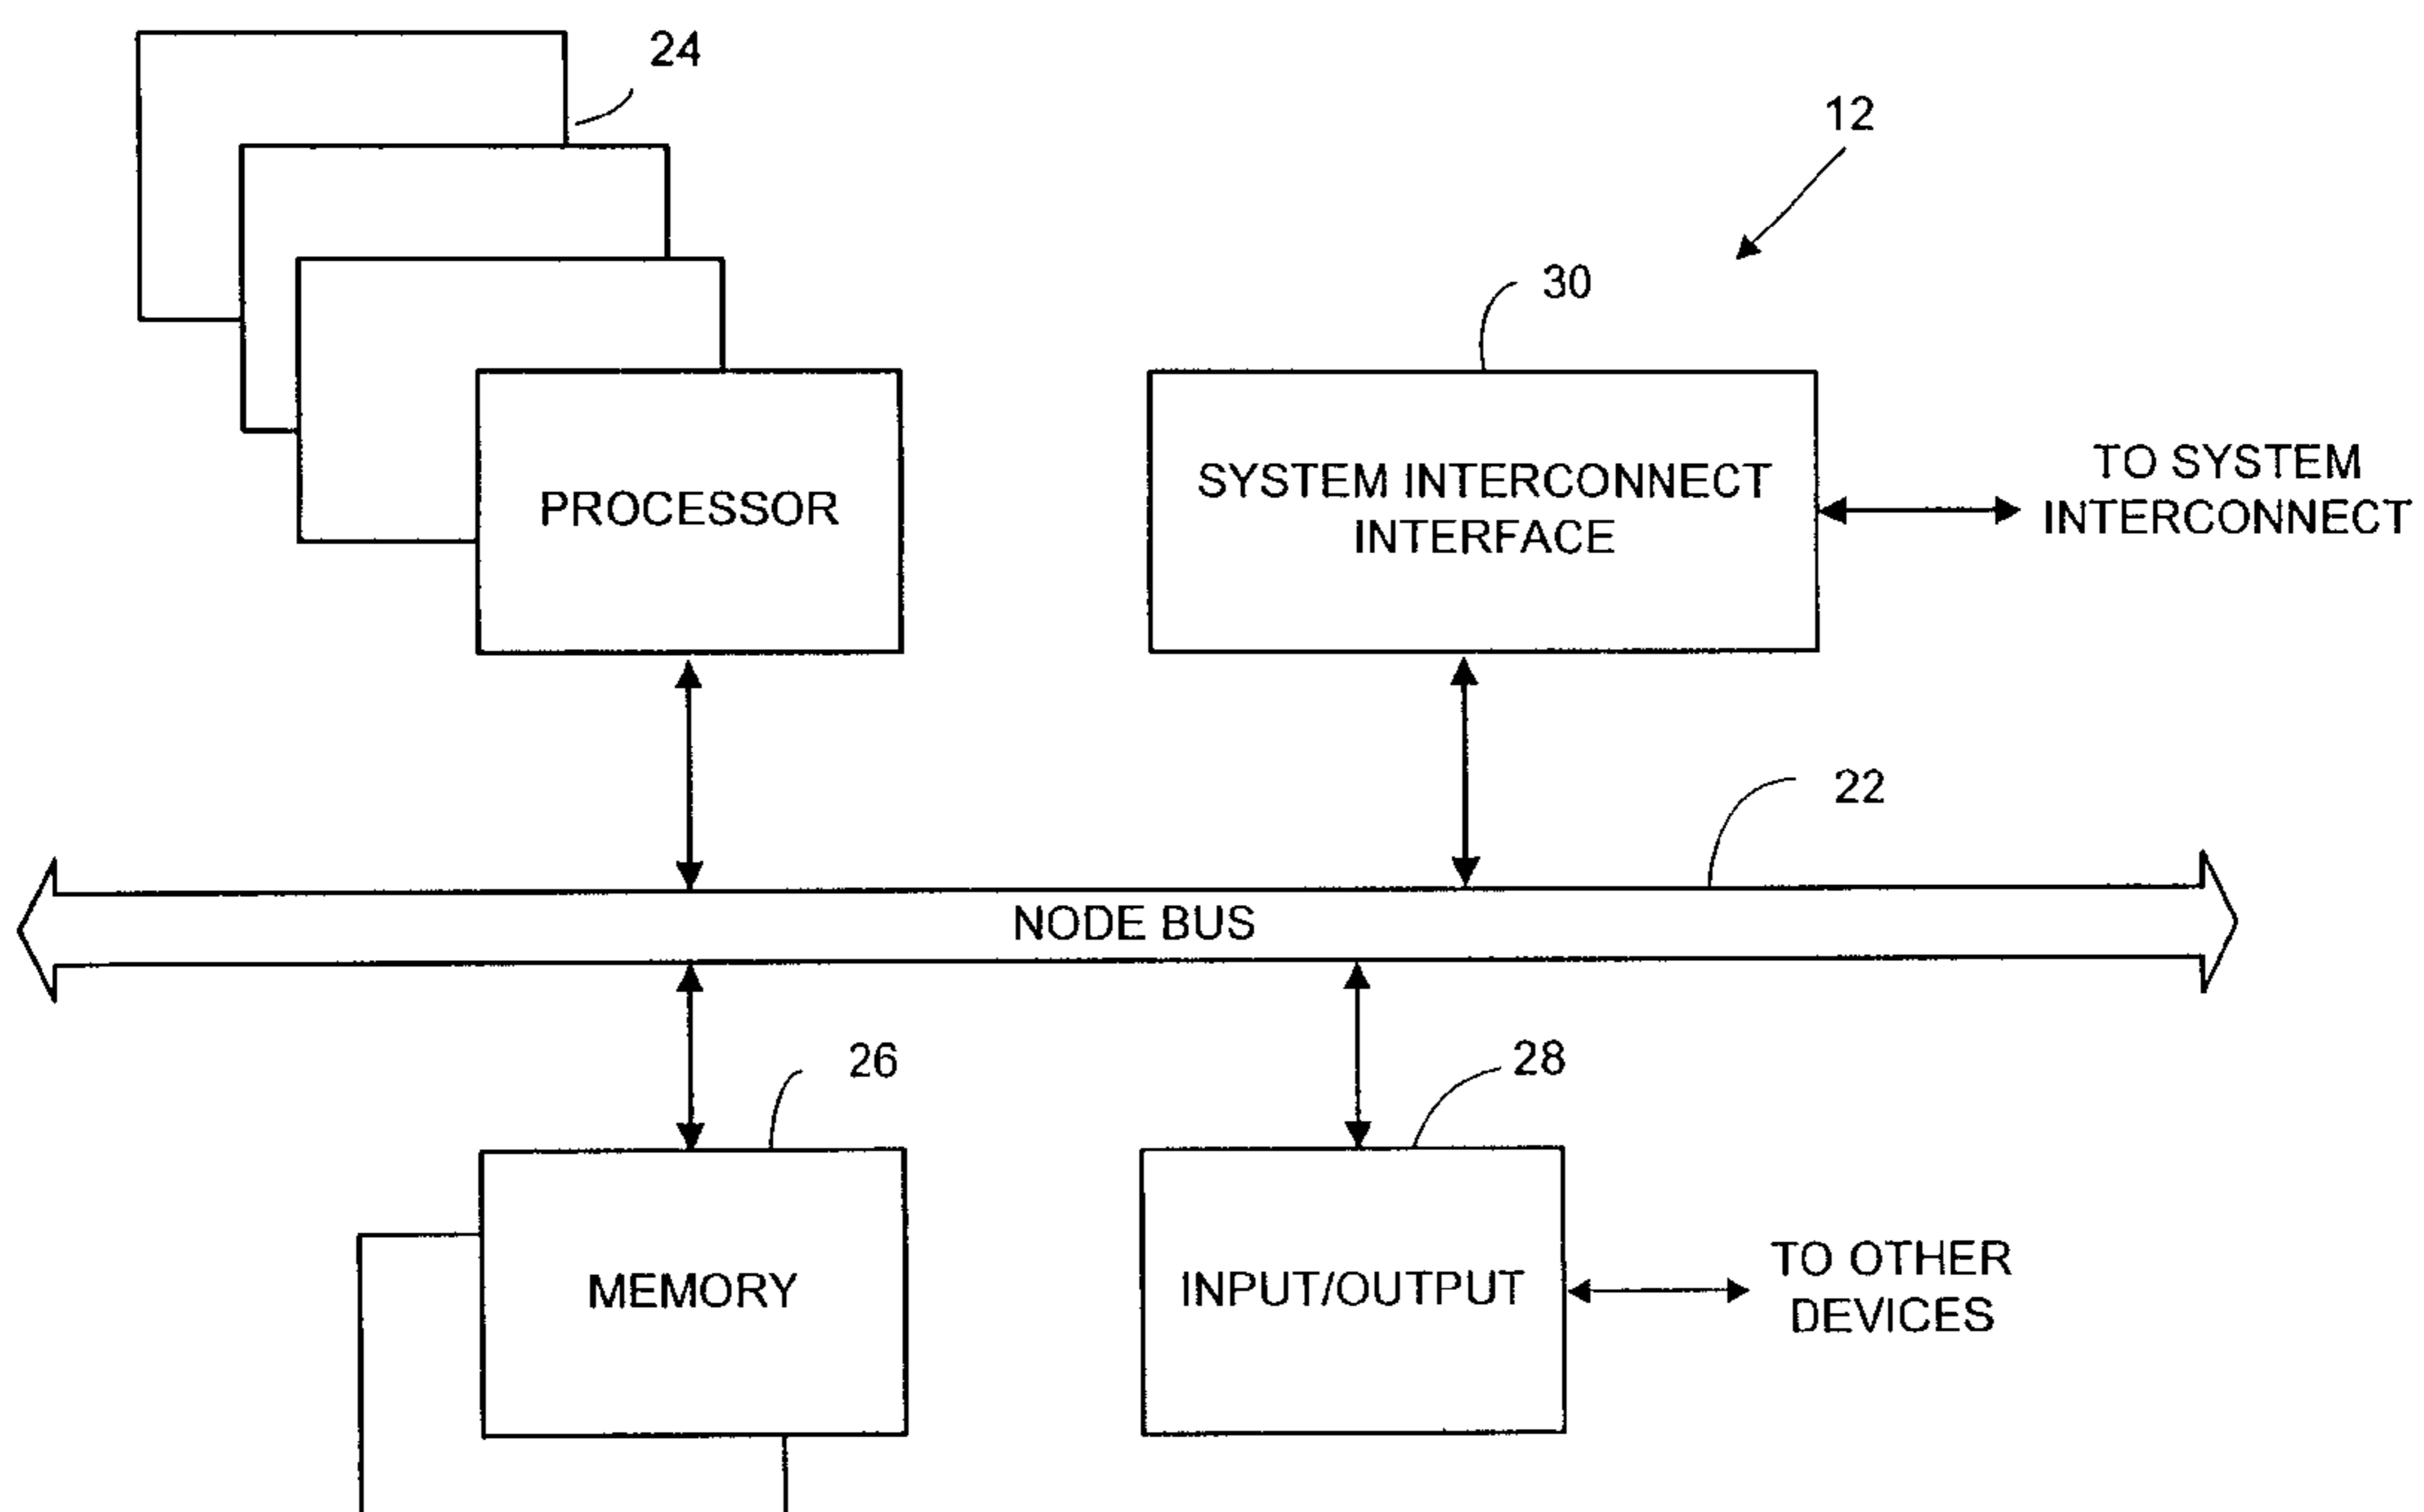 24
12
30
PROCESSOR
SYSTEM INTERCONNECT
INTERFACE
TO SYSTEM
INTERCONNECT
22
NODE BUS
26
28
MEMORY
INPUT/OUTPUT
TO OTHER
DEVICES